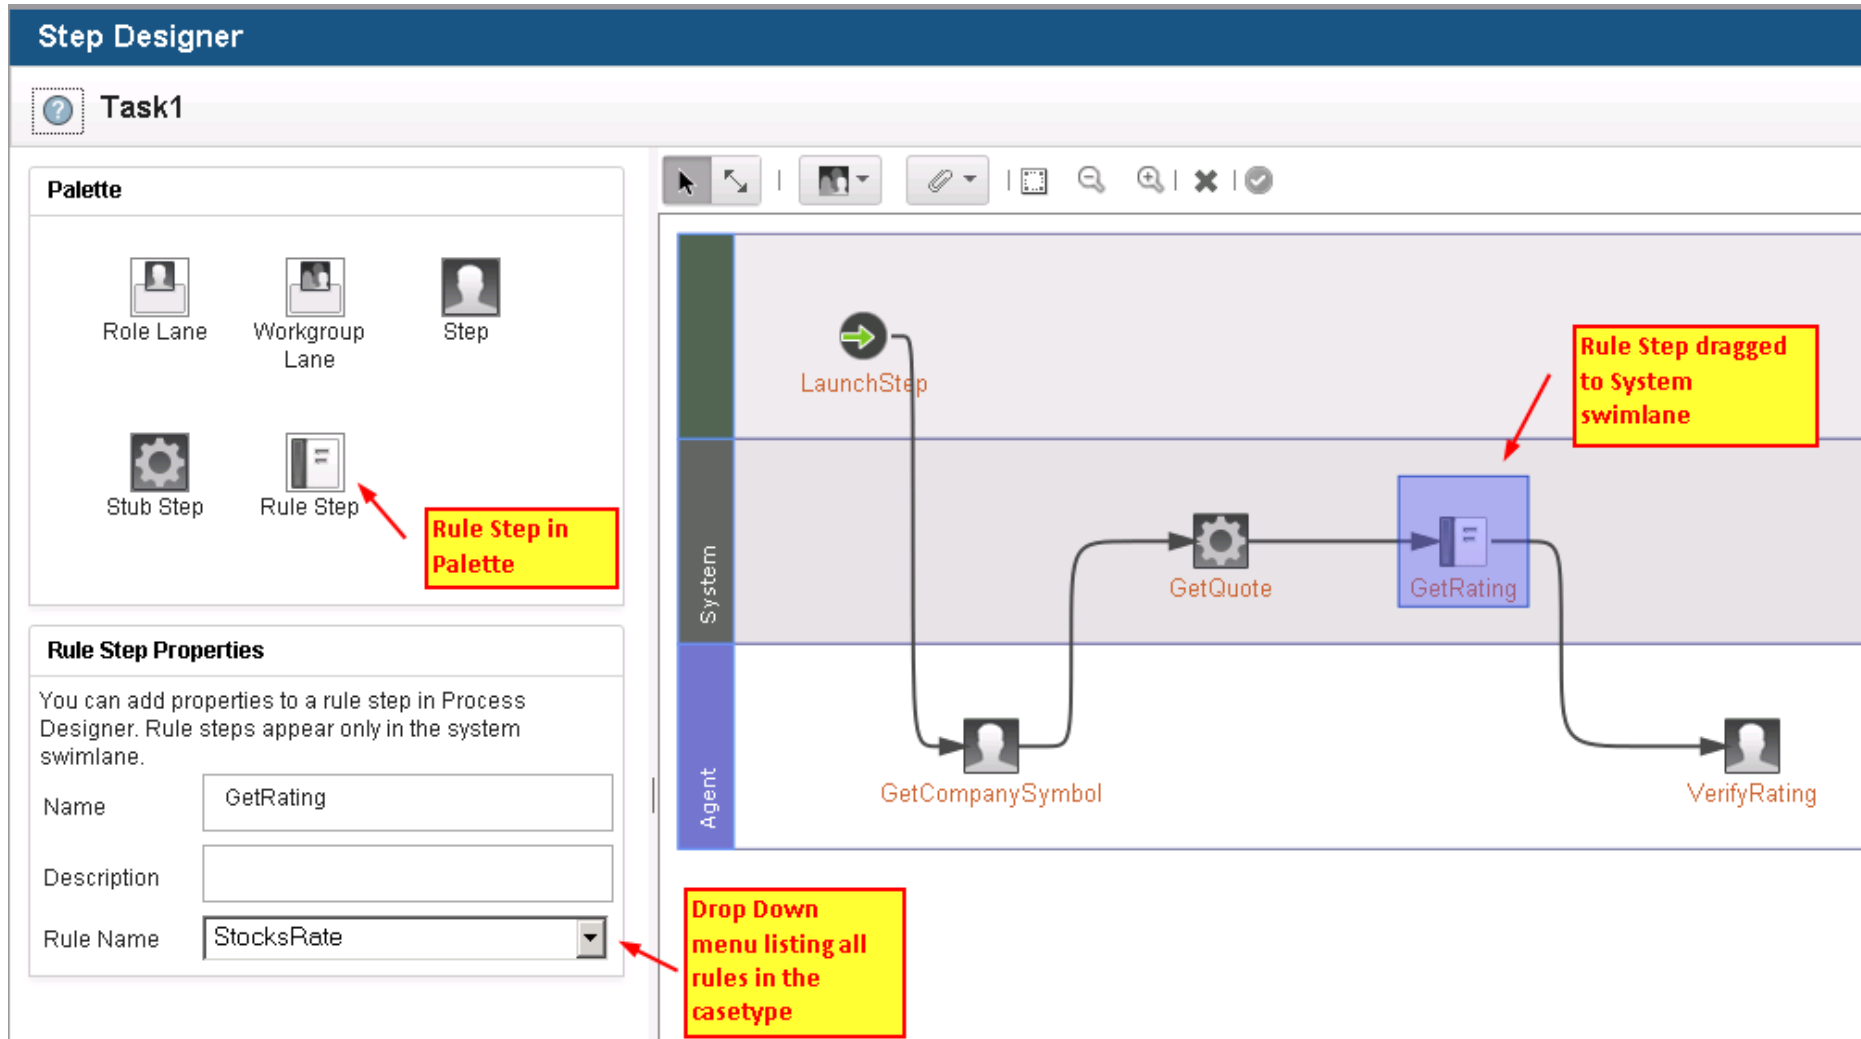 Step Designer
Task1
Palette
Role Lane
Workgroup
Lane
Step
Stub Step
Rule Step
Rule Step in
Palette
Rule Step Properties
You can add properties to a rule step in Process
Designer. Rule steps appear only in the system
swimlane.
Name
GetRating
Description
Rule Name
StocksRate
LaunchStep
Rule Step dragged
to System
swimlane
System
GetQuote
GetRating
Agent
GetCompanySymbol
VerifyRating
Drop Down
menu listing all
rules in the
casetype